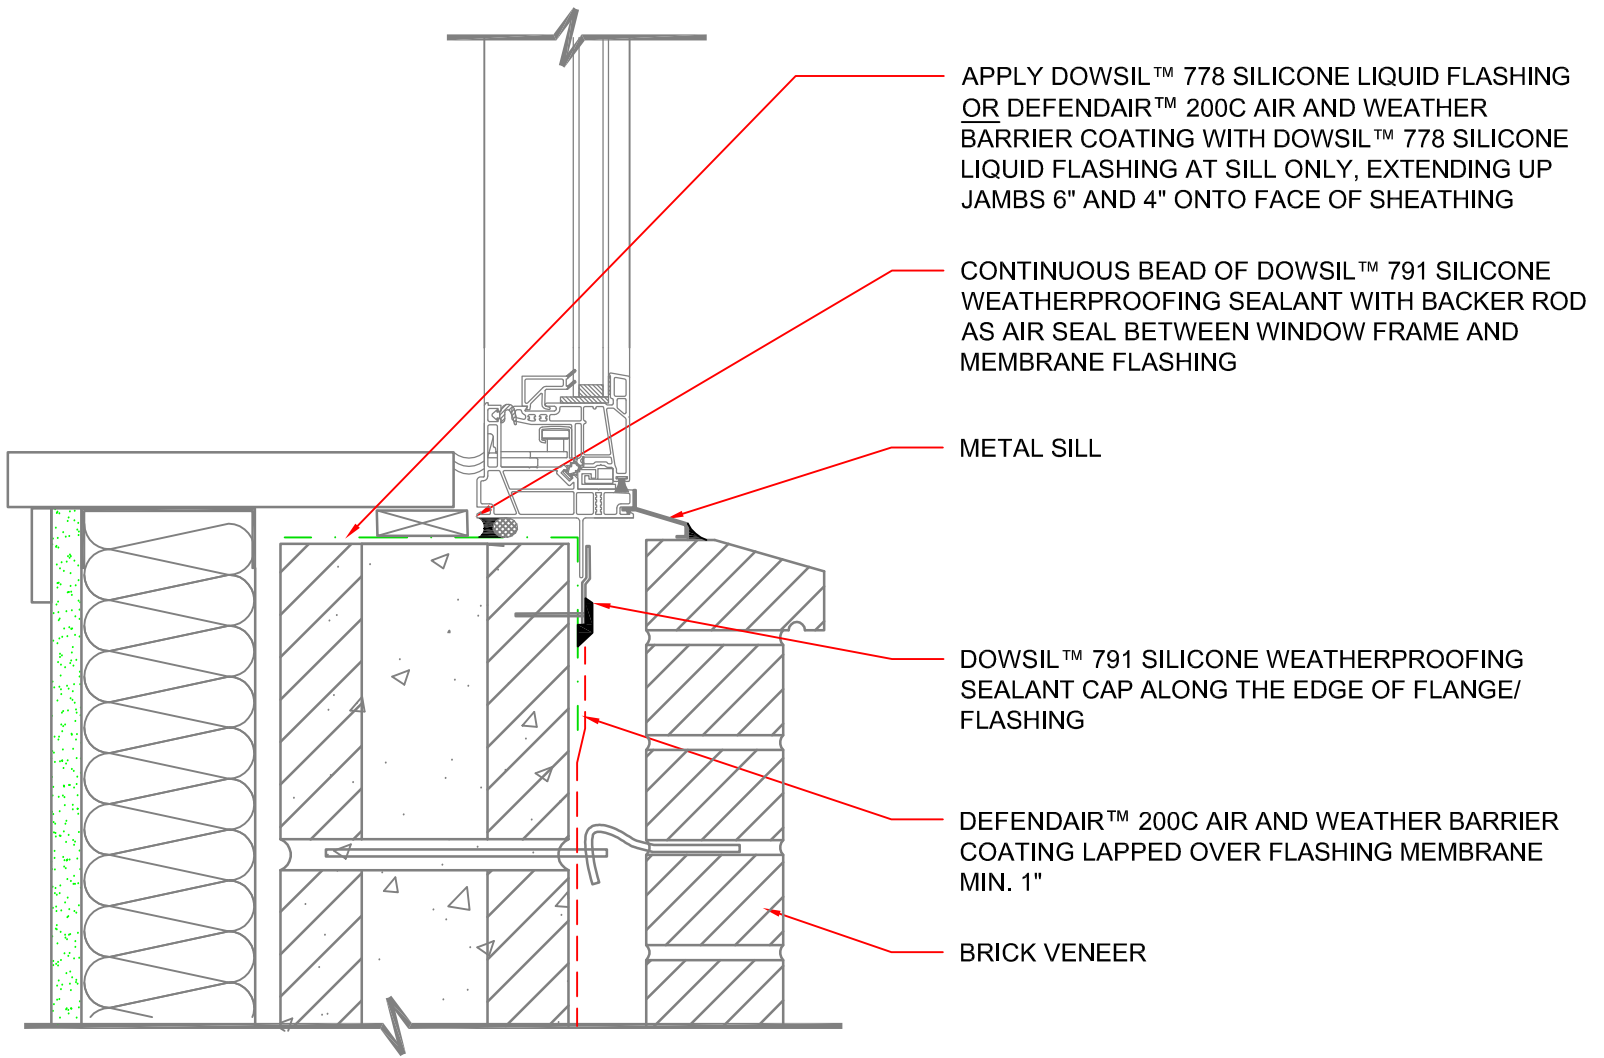 APPLY DOWSIL™ 778 SILICONE LIQUID FLASHING
OR DEFENDAIR™ 200C AIR AND WEATHER
BARRIER COATING WITH DOWSIL™ 778 SILICONE
LIQUID FLASHING AT SILL ONLY, EXTENDING UP
JAMBS 6" AND 4" ONTO FACE OF SHEATHING
CONTINUOUS BEAD OF DOWSIL™ 791 SILICONE
WEATHERPROOFING SEALANT WITH BACKER ROD
AS AIR SEAL BETWEEN WINDOW FRAME AND
MEMBRANE FLASHING
METAL SILL
DOWSIL™ 791 SILICONE WEATHERPROOFING
SEALANT CAP ALONG THE EDGE OF FLANGE/
FLASHING
DEFENDAIR™ 200C AIR AND WEATHER BARRIER
COATING LAPPED OVER FLASHING MEMBRANE
MIN. 1"
BRICK VENEER